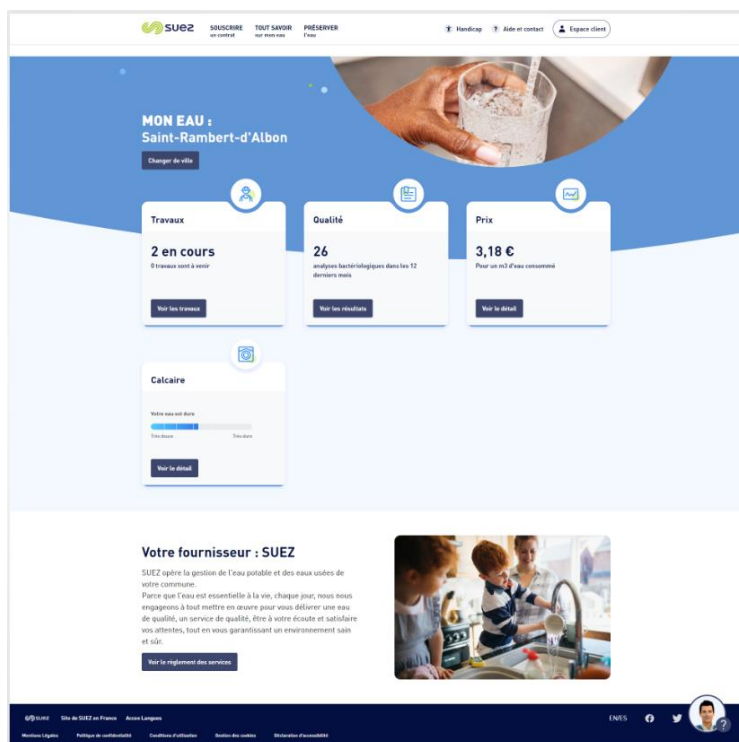 suez
SOUSCRIRE
un contrat
TOUT SAVOIR
sur mon eau
PRÉSERVER
l'eau
Handicap
? Aide et contact
Espace client
MON EAU :
Saint-Rambert-d'Albon
Changer de ville
Travaux
2 en cours
0 travaux sont à venir
Voir les travaux
Qualité
26
analyses bactériologiques dans les 12
derniers mois
Voir les résultats
Prix
3,18 €
Pour un m3 d'eau consommé
Voir le détail
Calcaire
Votre eau est dure
Très douce
Très dure
Voir le détail
Votre fournisseur : SUEZ
SUEZ opère la gestion de l'eau potable et des eaux usées de
votre commune.
Parce que l'eau est essentielle à la vie, chaque jour, nous nous
engageons à tout mettre en œuvre pour vous délivrer une eau
de qualité, un service de qualité, être à votre écoute et satisfaire
vos attentes, tout en vous garantissant un environnement sain
et sûr.
Voir le règlement des services
suez
Site de SUEZ en France
Acceo Langues
EN/ES
?
Mentions Légales
Politique de confidentialité
Conditions d'utilisation
Gestion des cookies
Déclaration d'accessibilité